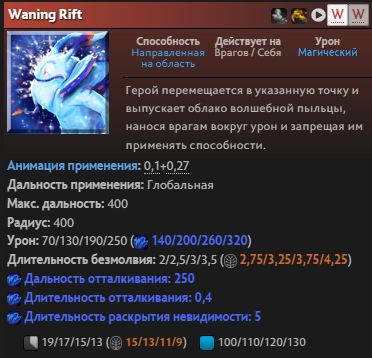 Waning Rift
W W
Способность Действует на Урон
Направленная Врагов / Себя Магический
на область
Герой перемещается в указанную точку и
выпускает облако волшебной пыльцы,
нанося врагам вокруг урон и запрещая им
применять способности.
Анимация применения: 0,1+0,27
Дальность применения: Глобальная
Макс. дальность: 400
Радиус: 400
Урон: 70/130/190/250 (140/200/260/320)
Длительность безмолвия: 2/2,5/3/3,5 (2,75/3,25/3,75/4,25)
Дальность отталкивания: 250
Длительность отталкивания: 0,4
Длительность раскрытия невидимости: 5
19/17/15/13 (15/13/11/9) 100/110/120/130